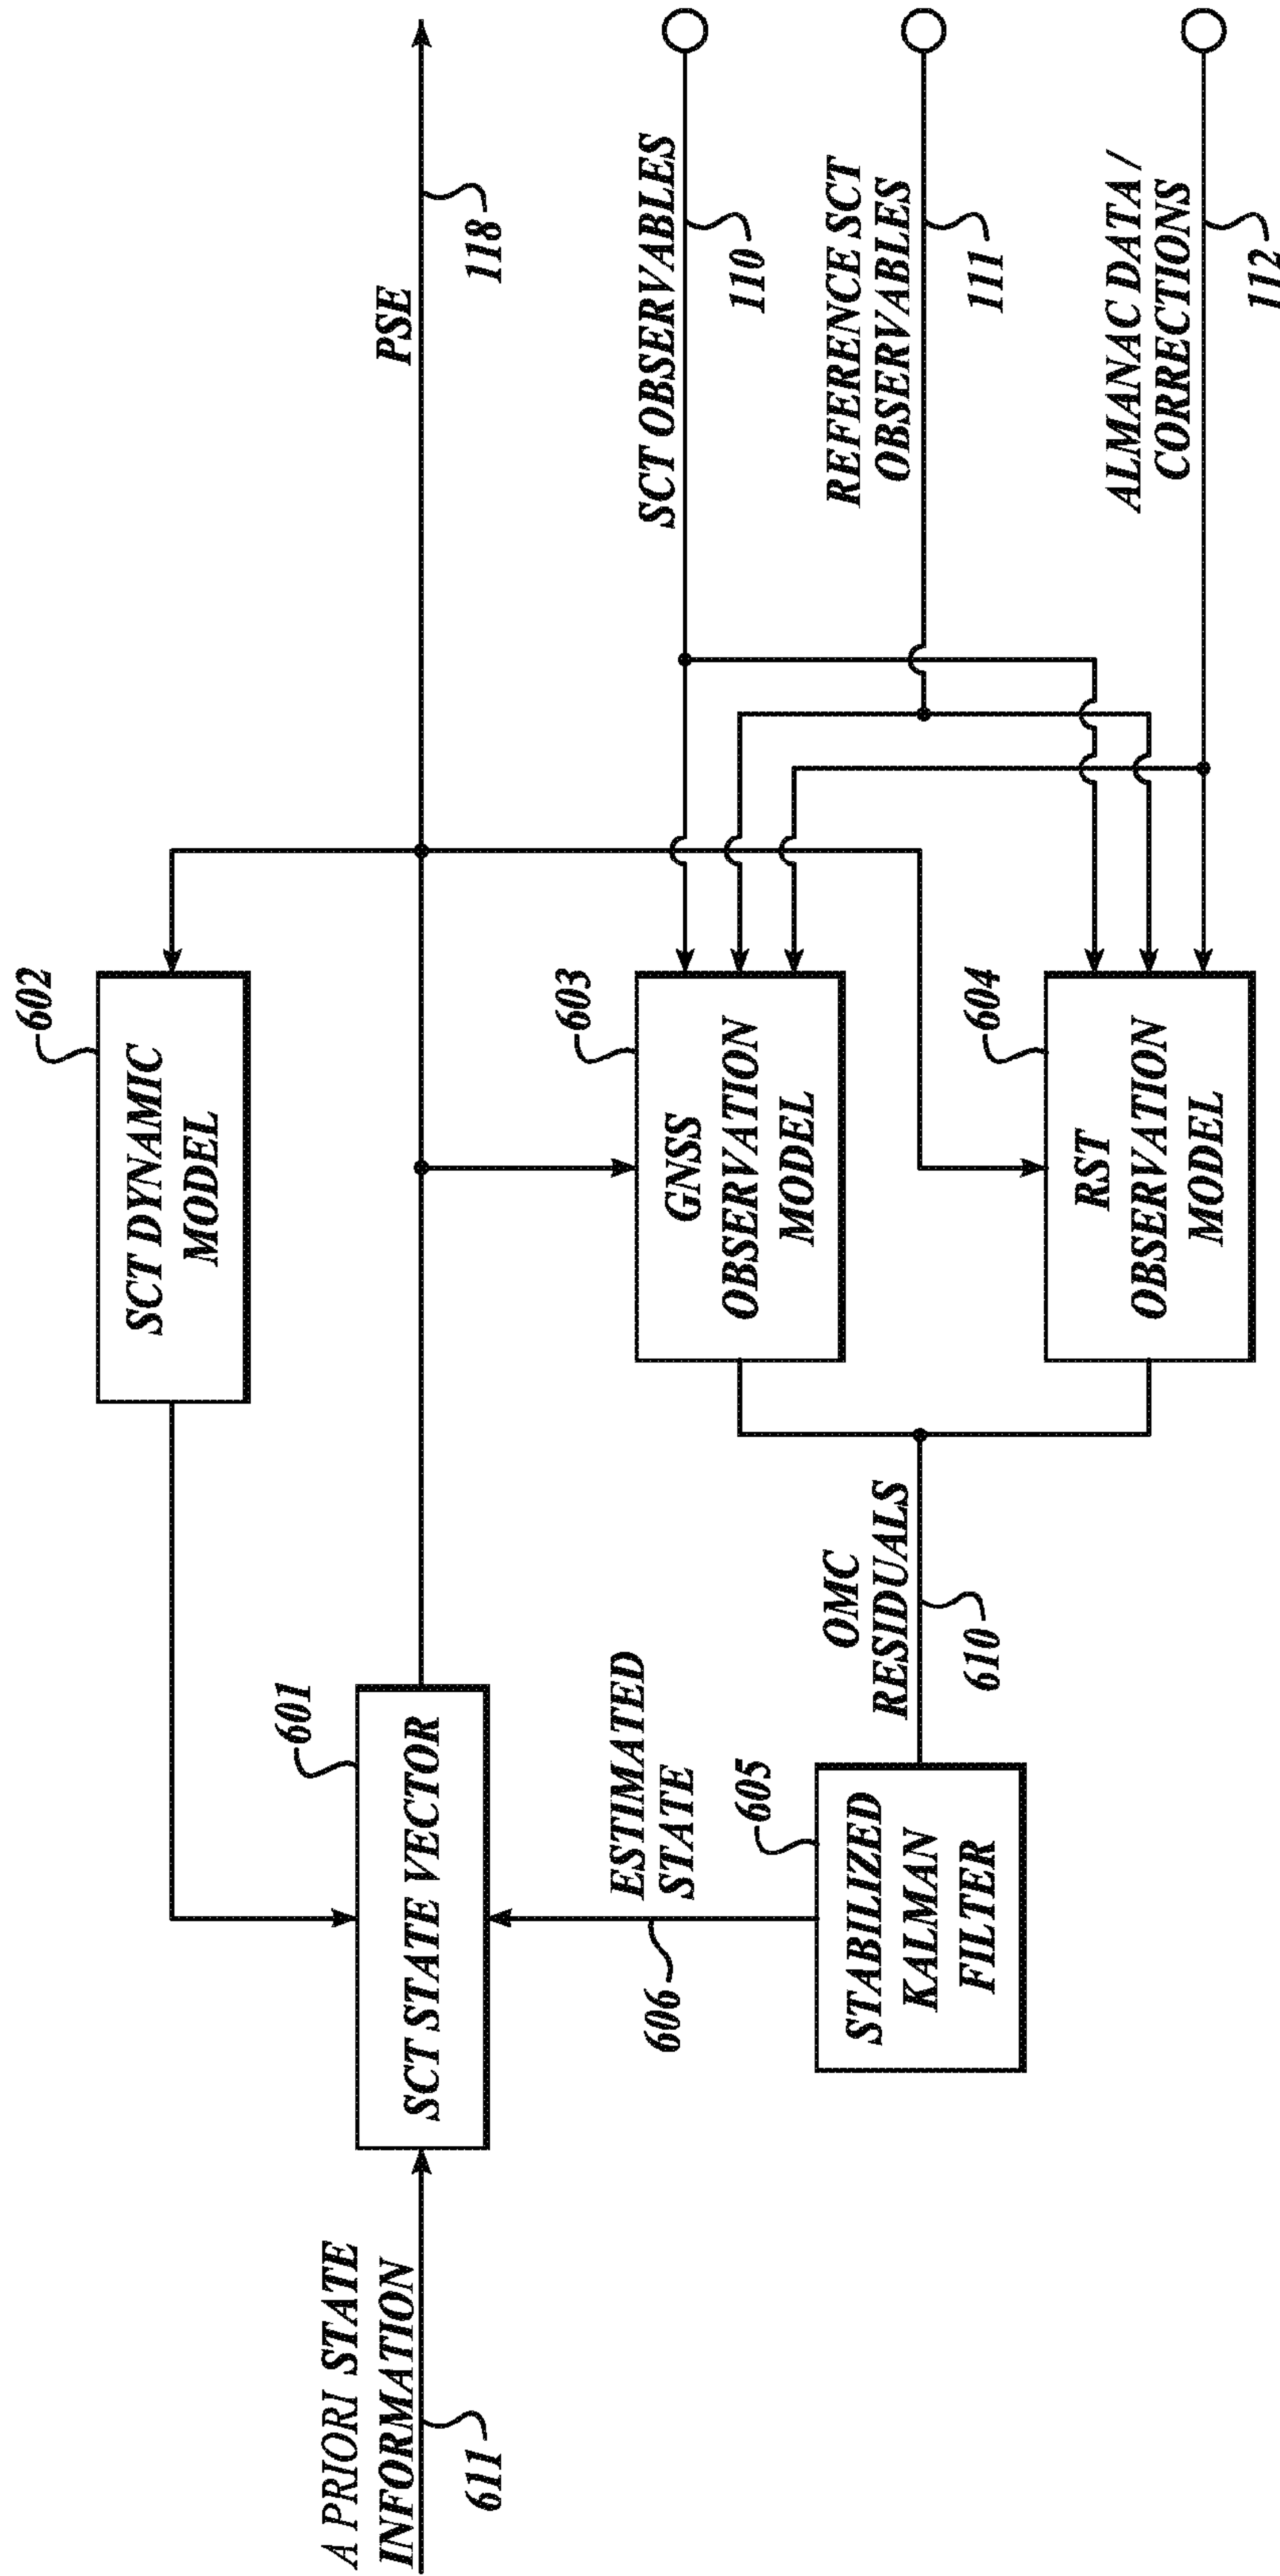 602
SCT DYNAMIC
MODEL
A PRIORI STATE
INFORMATION
611
601
SCT STATE VECTOR
PSE
118
ESTIMATED
STATE
606
603
GNSS
OBSERVATION
MODEL
SCT OBSERVABLES
110
605
STABILIZED
KALMAN
FILTER
OMC
RESIDUALS
610
REFERENCE SCT
OBSERVABLES
111
604
RST
OBSERVATION
MODEL
ALMANAC DATA /
CORRECTIONS
112